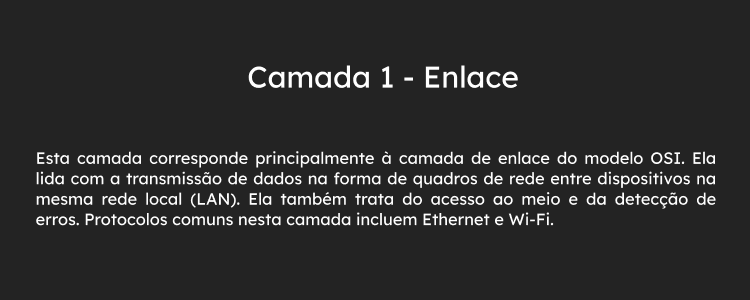 Camada 1 - Enlace
Esta camada corresponde principalmente à camada de enlace do modelo OSI. Ela
lida com a transmissão de dados na forma de quadros de rede entre dispositivos na
mesma rede local (LAN). Ela também trata do acesso ao meio e da detecção de
erros. Protocolos comuns nesta camada incluem Ethernet e Wi-Fi.